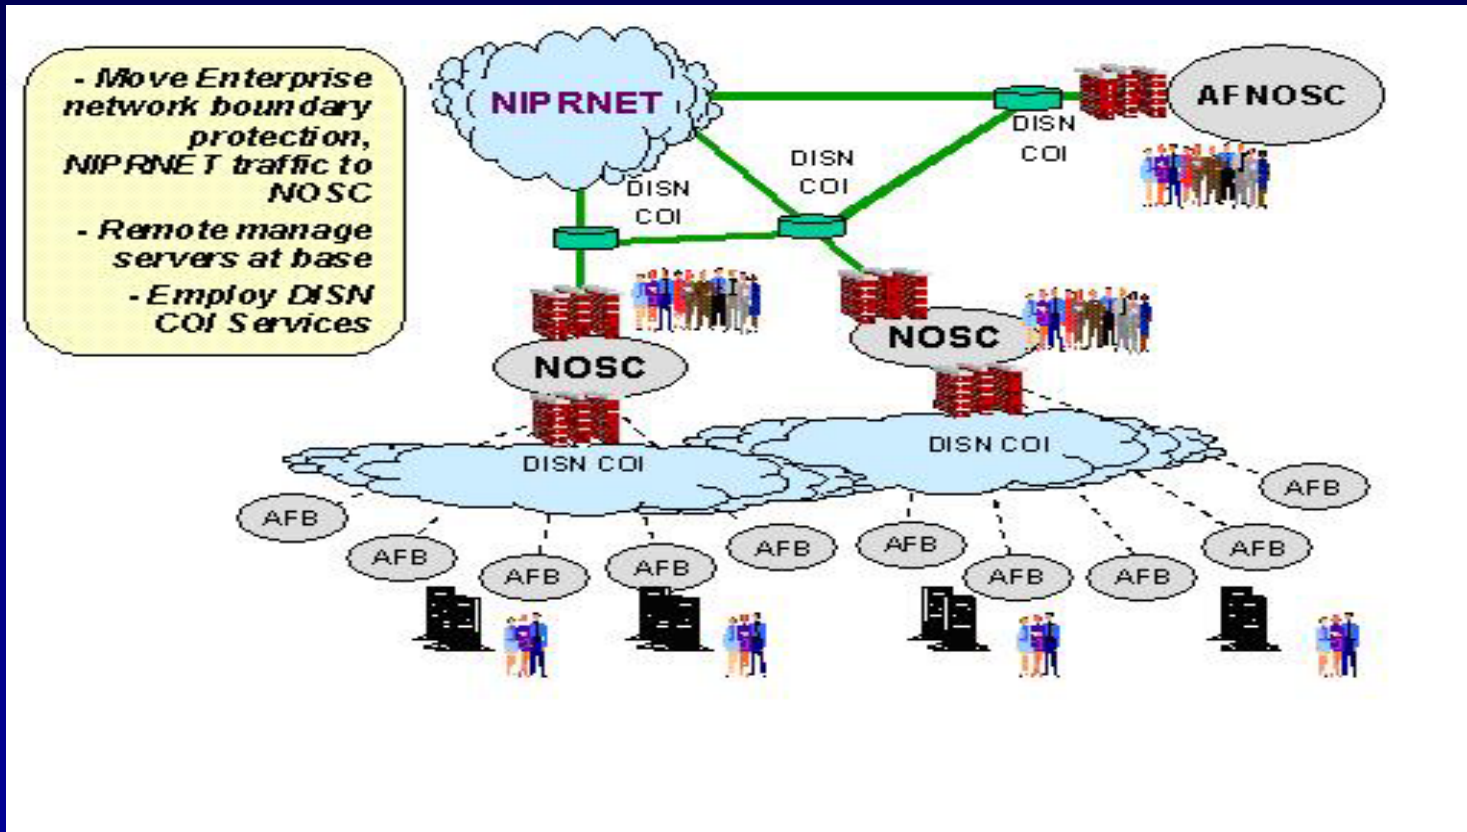 - Move Enterprise
network boundary
protection,
NIPRNET traffic to
NOSC
- Remote manage
servers at base
- Employ DISN
COI Services
NIPRNET
AFNOSC
DISN
COI
DISN
COI
DISN
COI
NOSC
NOSC
DISN COI
DISN COI
AFB
AFB
AFB
AFB
AFB
AFB
AFB
AFB
AFB
AFB